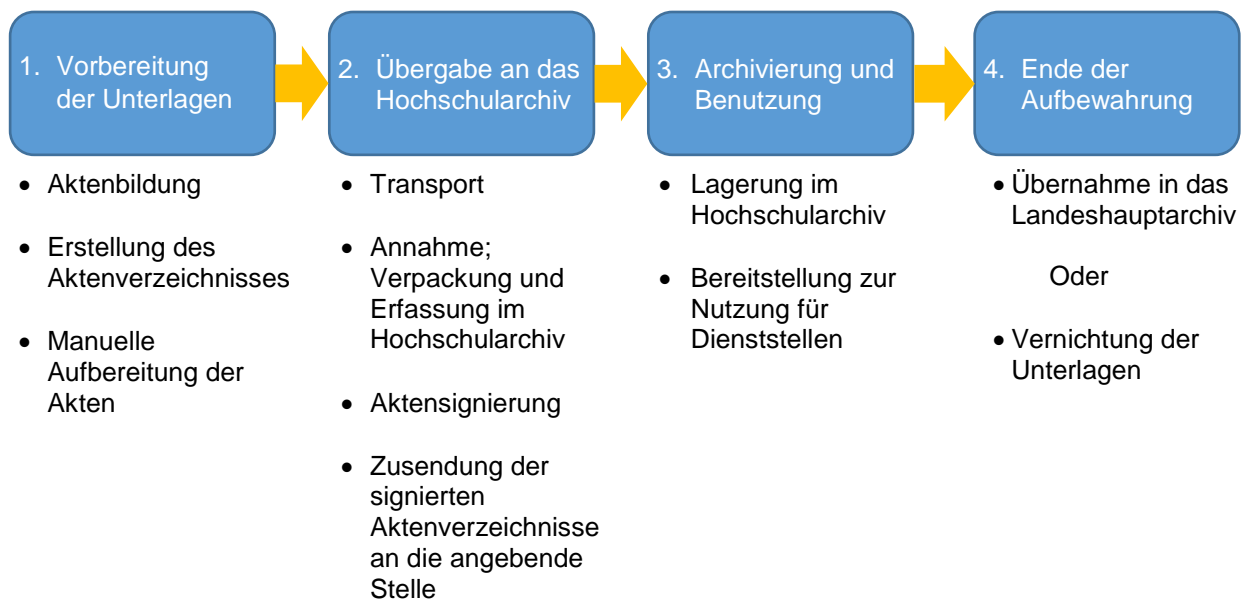 1. Vorbereitung
der Unterlagen
2. Übergabe an das
Hochschularchiv
3. Archivierung und
Benutzung
4. Ende der
Aufbewahrung
• Aktenbildung
• Erstellung des
Aktenverzeichnisses
• Manuelle
Aufbereitung der
Akten
• Transport
• Annahme;
Verpackung und
Erfassung im
Hochschularchiv
• Aktensignierung
• Zusendung der
signierten
Aktenverzeichnisse
an die angebende
Stelle
• Lagerung im
Hochschularchiv
• Bereitstellung zur
Nutzung für
Dienststellen
• Übernahme in das
Landeshauptarchiv
Oder
• Vernichtung der
Unterlagen